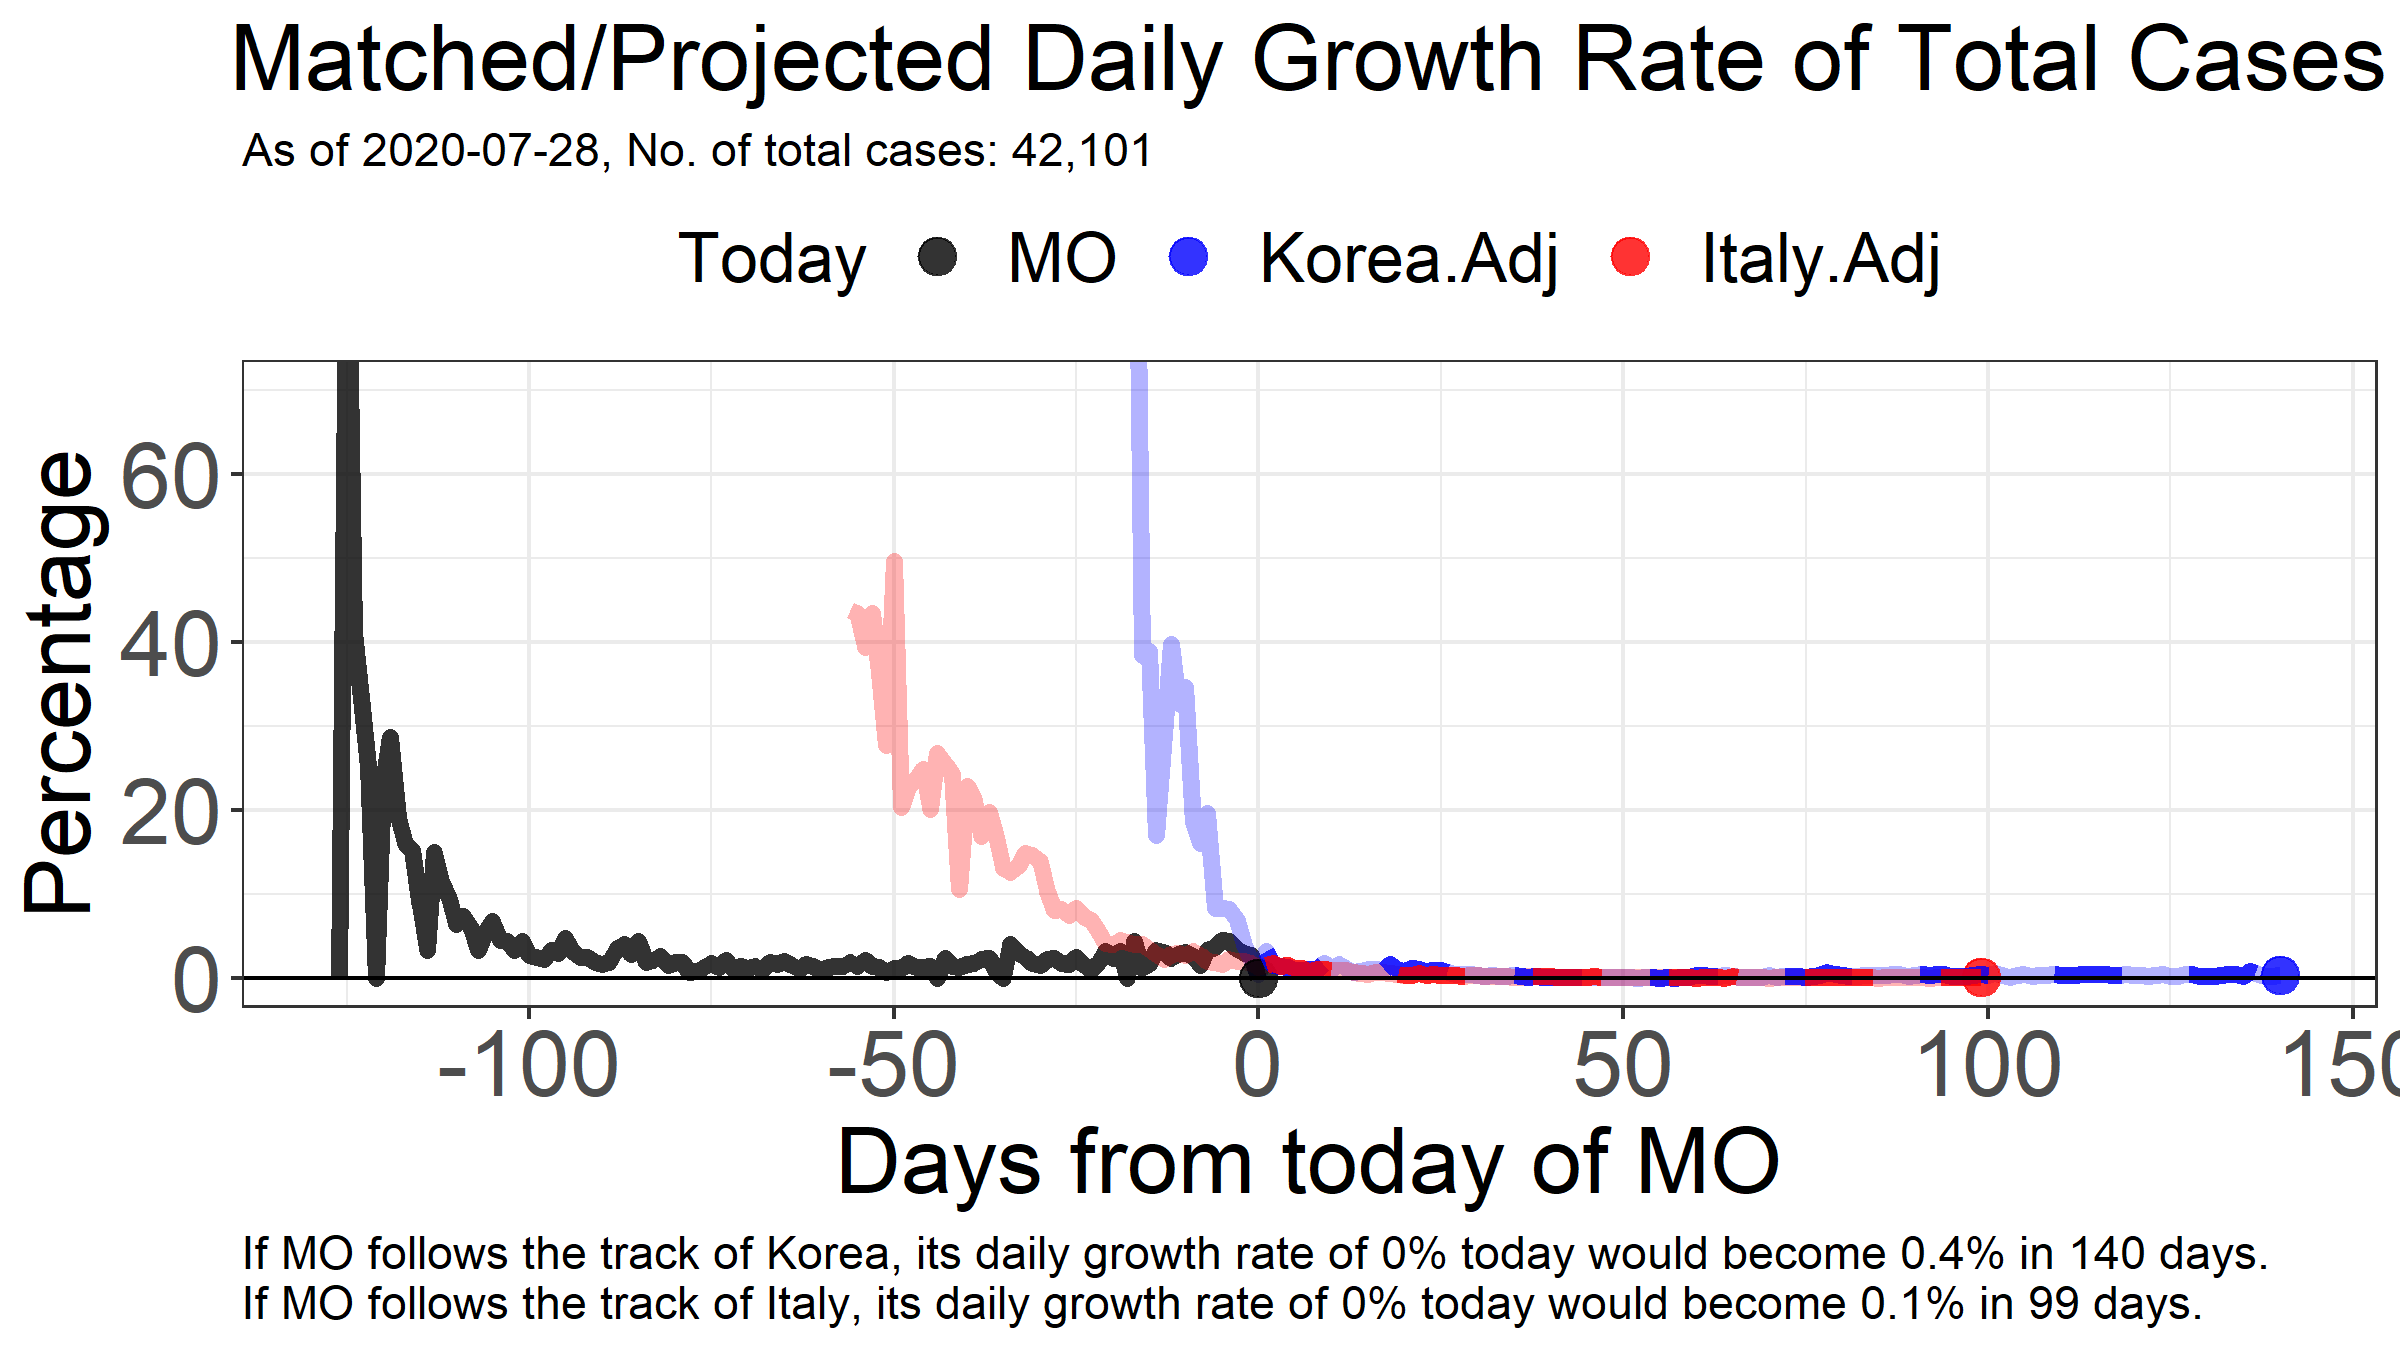 Matched/Projected Daily Growth Rate of Total Cases
As of 2020-07-28, No. of total cases: 42,101
Today MO Korea.Adj Italy.Adj
Percentage
60
40
20
0
-100 -50 0 50 100 150
Days from today of MO
If MO follows the track of Korea, its daily growth rate of 0% today would become 0.4% in 140 days.
If MO follows the track of Italy, its daily growth rate of 0% today would become 0.1% in 99 days.